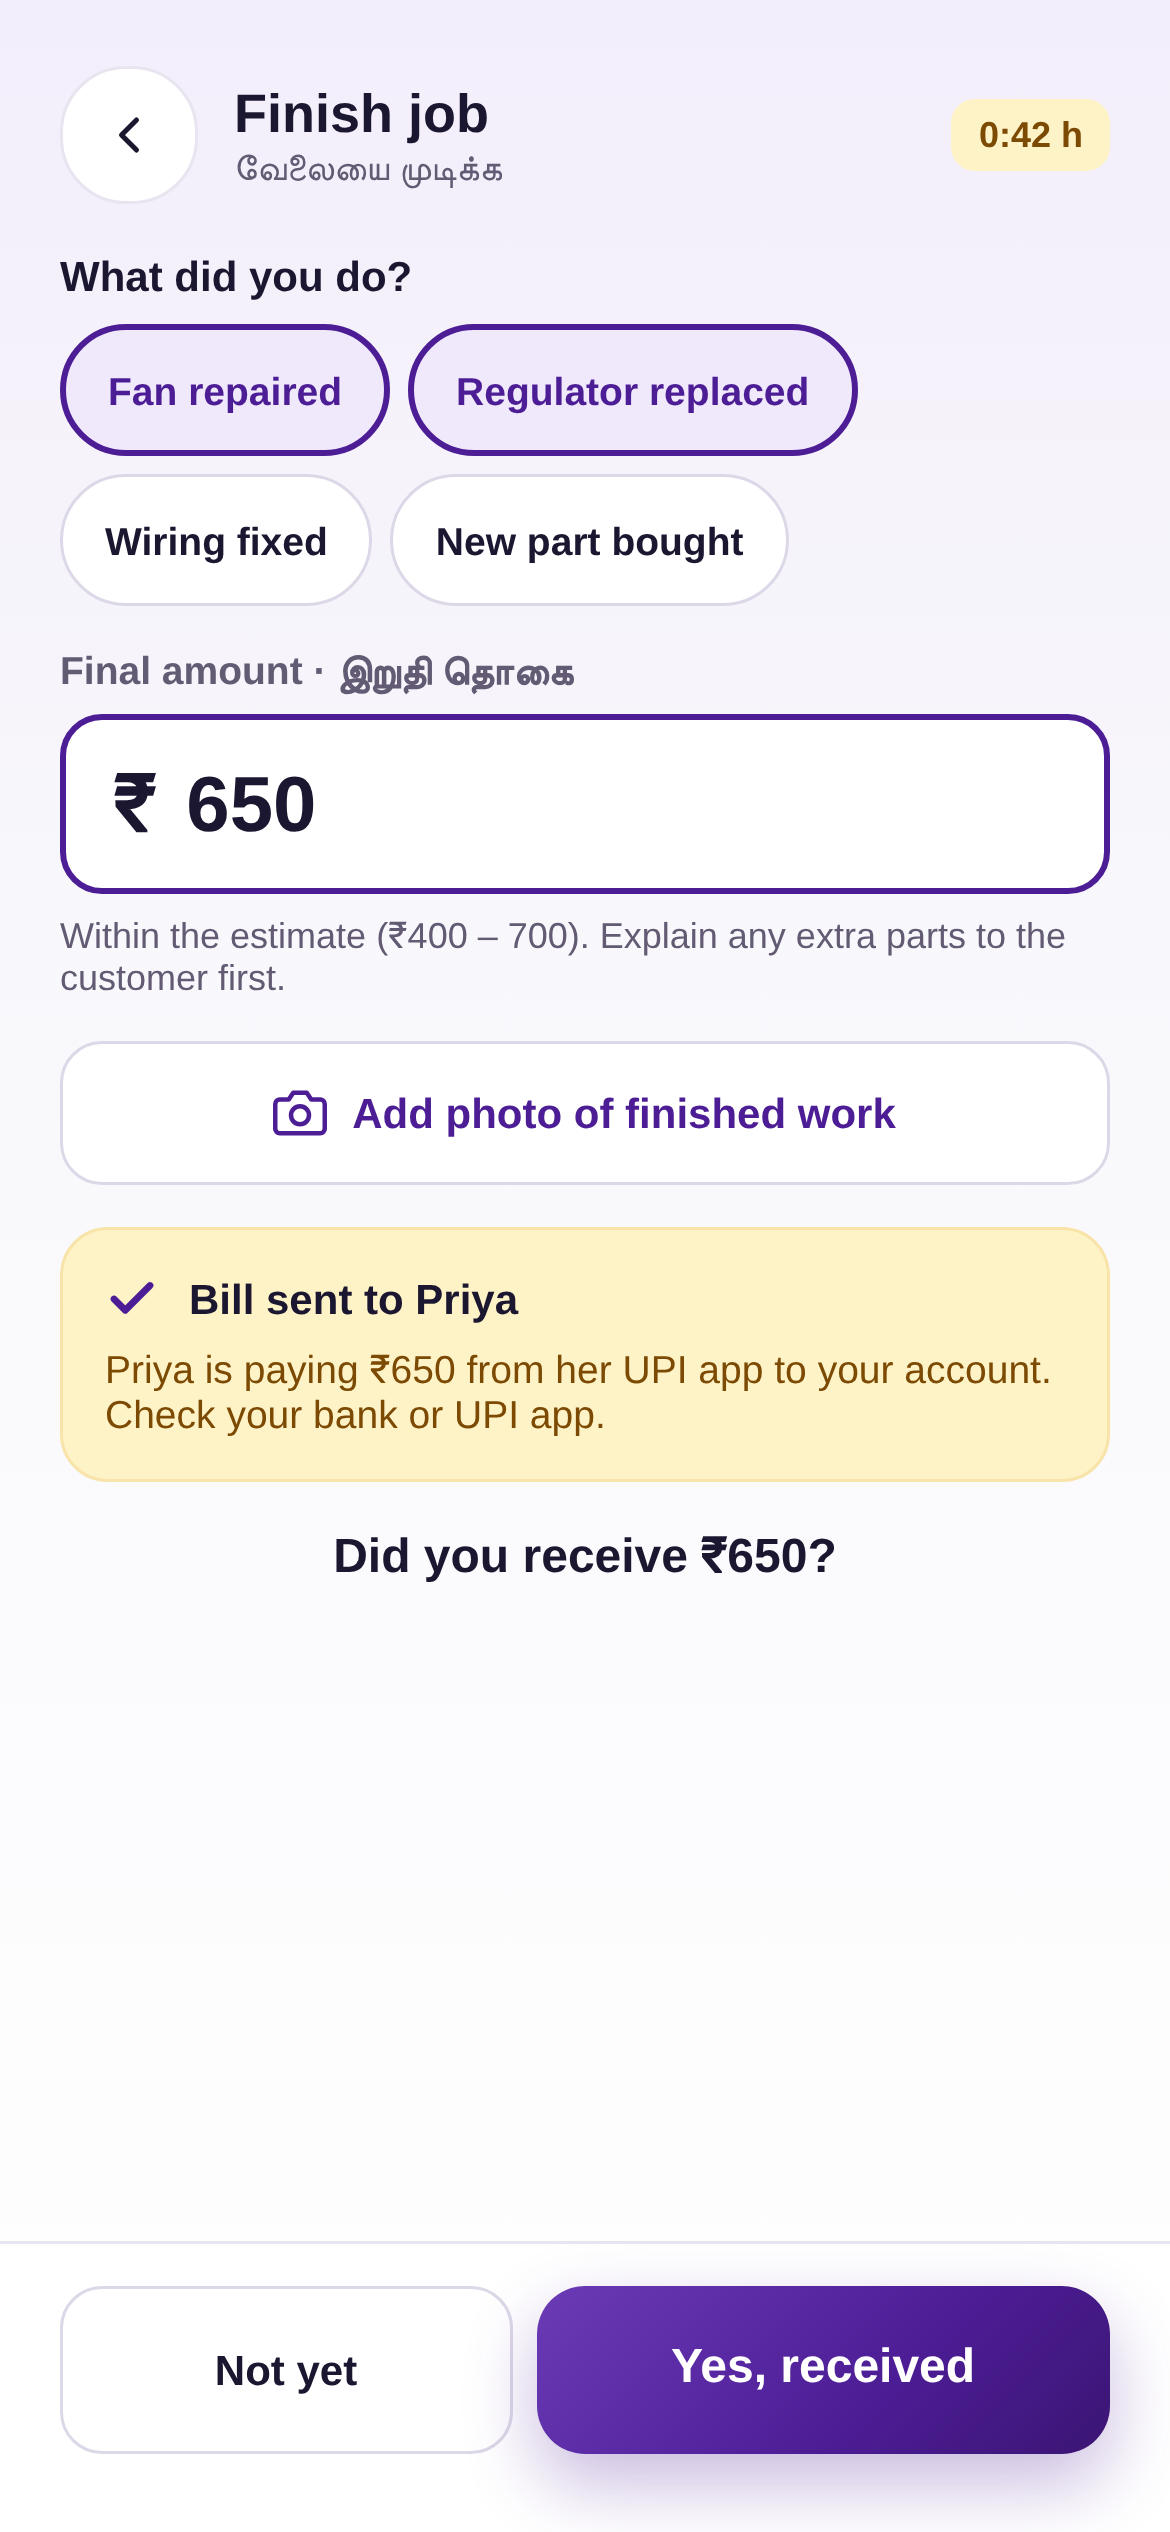 Finish job
வேலையை முடிக்க
0:42 h
What did you do?
Fan repaired
Regulator replaced
Wiring fixed
New part bought
Final amount · இறுதி தொகை
₹ 650
Within the estimate (₹400 – 700). Explain any extra parts to the
customer first.
Add photo of finished work
Bill sent to Priya
Priya is paying ₹650 from her UPI app to your account.
Check your bank or UPI app.
Did you receive ₹650?
Not yet
Yes, received